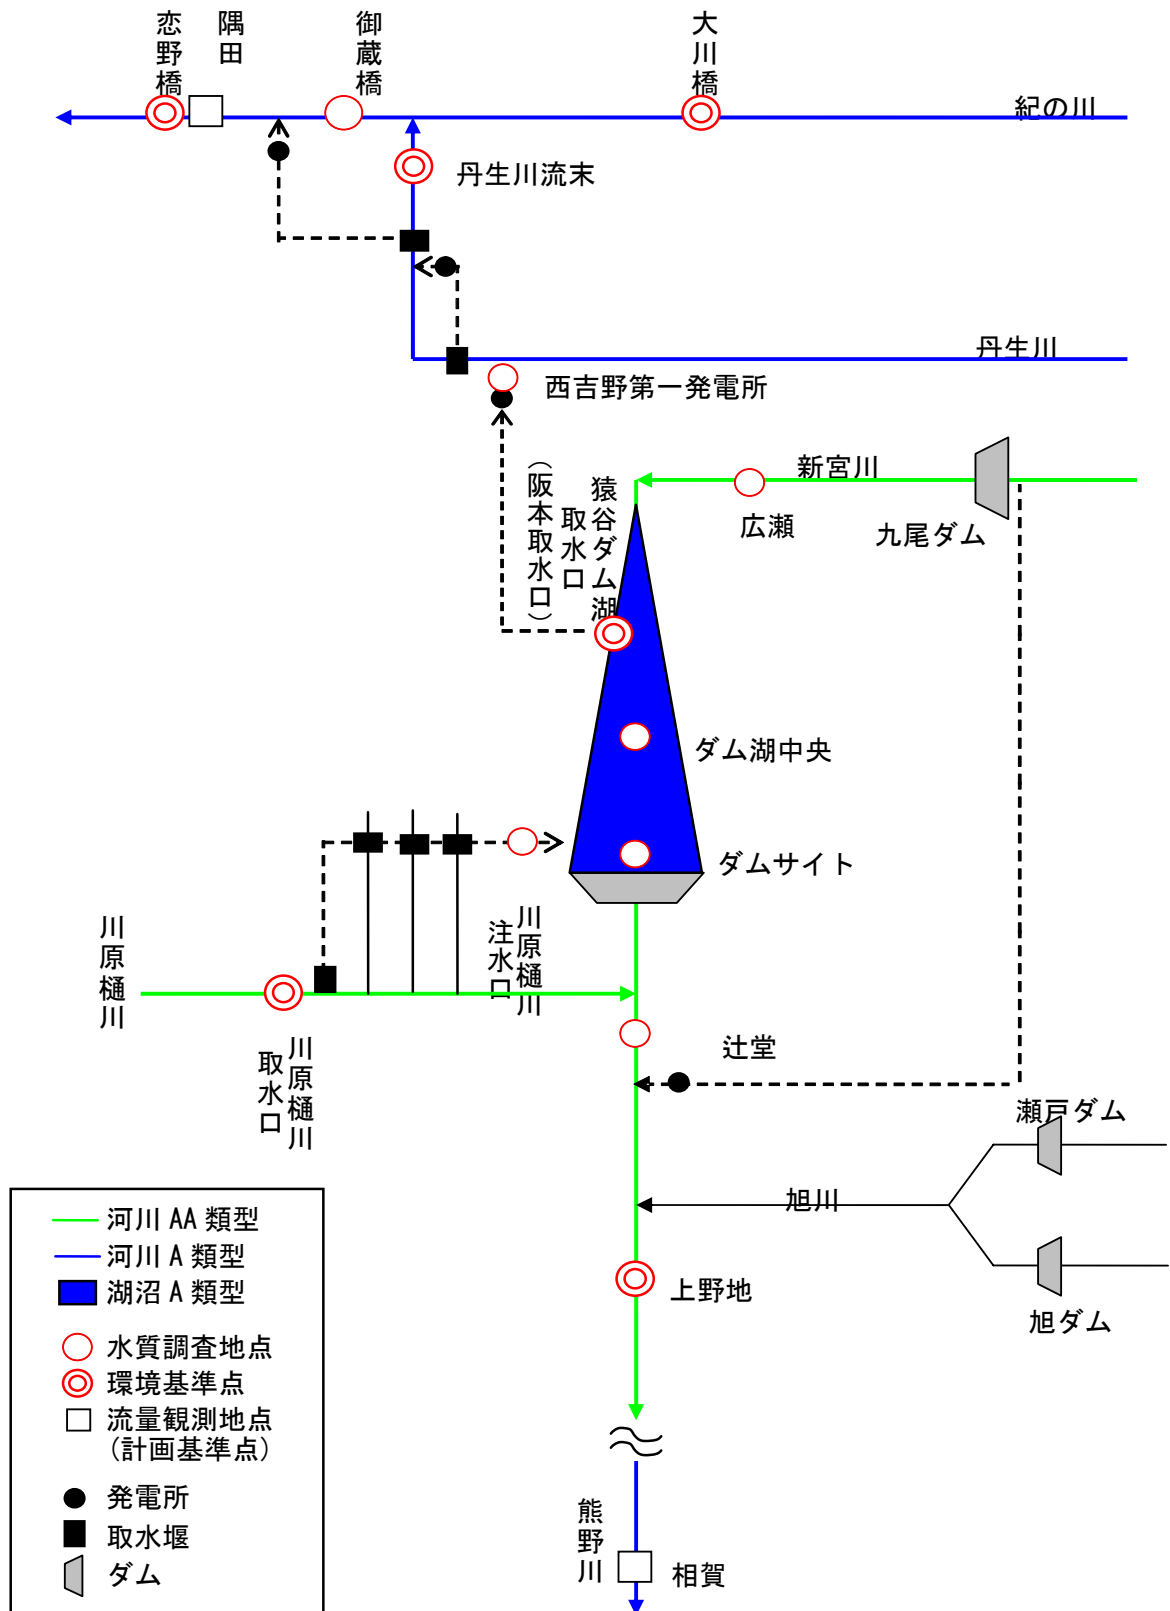 恋野橋
隅田
御蔵橋
大川橋
紀の川
丹生川流末
丹生川
西吉野第一発電所
新宮川
広瀬
九尾ダム
猿谷ダム湖
取水口
（阪本取水口）
ダム湖中央
ダムサイト
川原樋川
川原樋川
注水口
川原樋川
取水口
辻堂
瀬戸ダム
旭川
上野地
旭ダム
河川 AA 類型
河川 A 類型
湖沼 A 類型
水質調査地点
環境基準点
流量観測地点
(計画基準点)
発電所
取水堰
ダム
熊野川
相賀